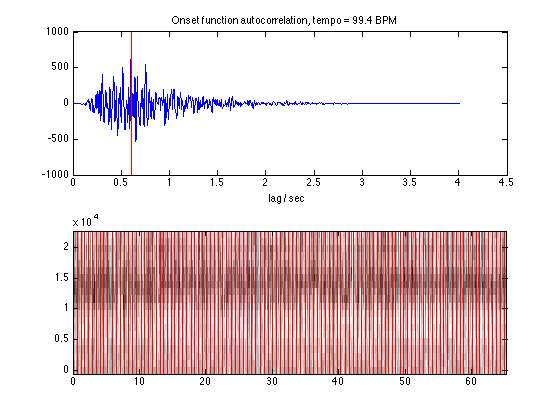 Onset function autocorrelation, tempo = 99.4 BPM
1000
500
0
-500
-1000
0 0.5 1 1.5 2 2.5 3 3.5 4 4.5
lag / sec
x 10^4
2
1.5
1
0.5
0
0 10 20 30 40 50 60